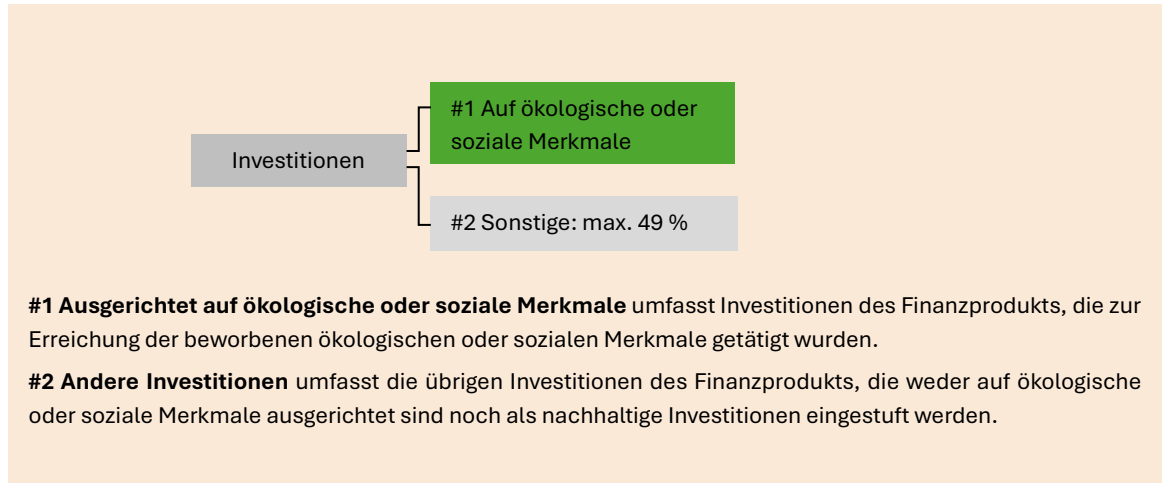 #1 Auf ökologische oder
soziale Merkmale
Investitionen
#2 Sonstige: max. 49 %
#1 Ausgerichtet auf ökologische oder soziale Merkmale umfasst Investitionen des Finanzprodukts, die zur
Erreichung der beworbenen ökologischen oder sozialen Merkmale getätigt wurden.
#2 Andere Investitionen umfasst die übrigen Investitionen des Finanzprodukts, die weder auf ökologische
oder soziale Merkmale ausgerichtet sind noch als nachhaltige Investitionen eingestuft werden.